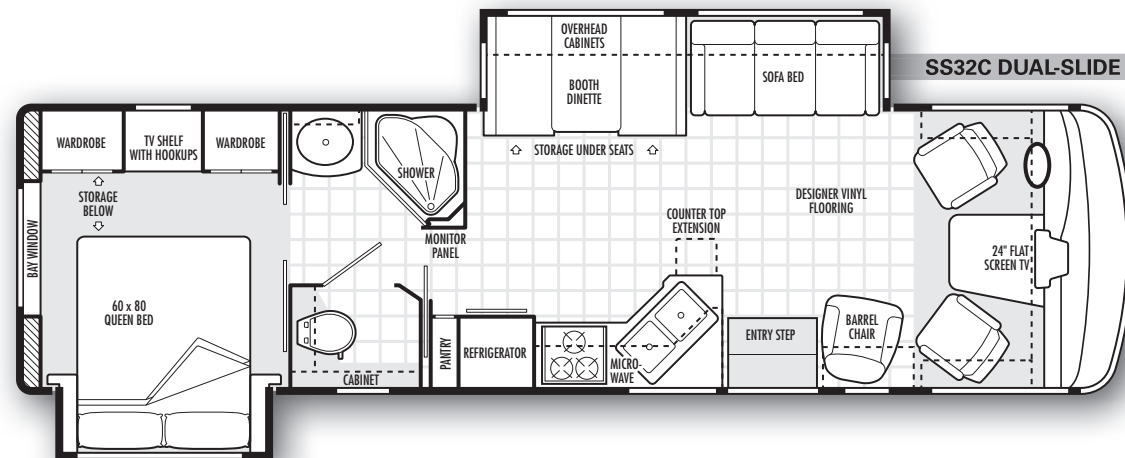 OVERHEAD
CABINETS
BOOTH
DINETTE
SOFA BED
SS32C DUAL-SLIDE
WARDROBE
TV SHELF
WITH HOOKUPS
WARDROBE
STORAGE UNDER SEATS
SHOWER
STORAGE
BELOW
DESIGNER VINYL
FLOORING
COUNTER TOP
EXTENSION
MONITOR
PANEL
BAY WINDOW
24" FLAT
SCREEN TV
60 x 80
QUEEN BED
BARREL
CHAIR
ENTRY STEP
PANTRY
REFRIGERATOR
MICRO-
WAVE
CABINET